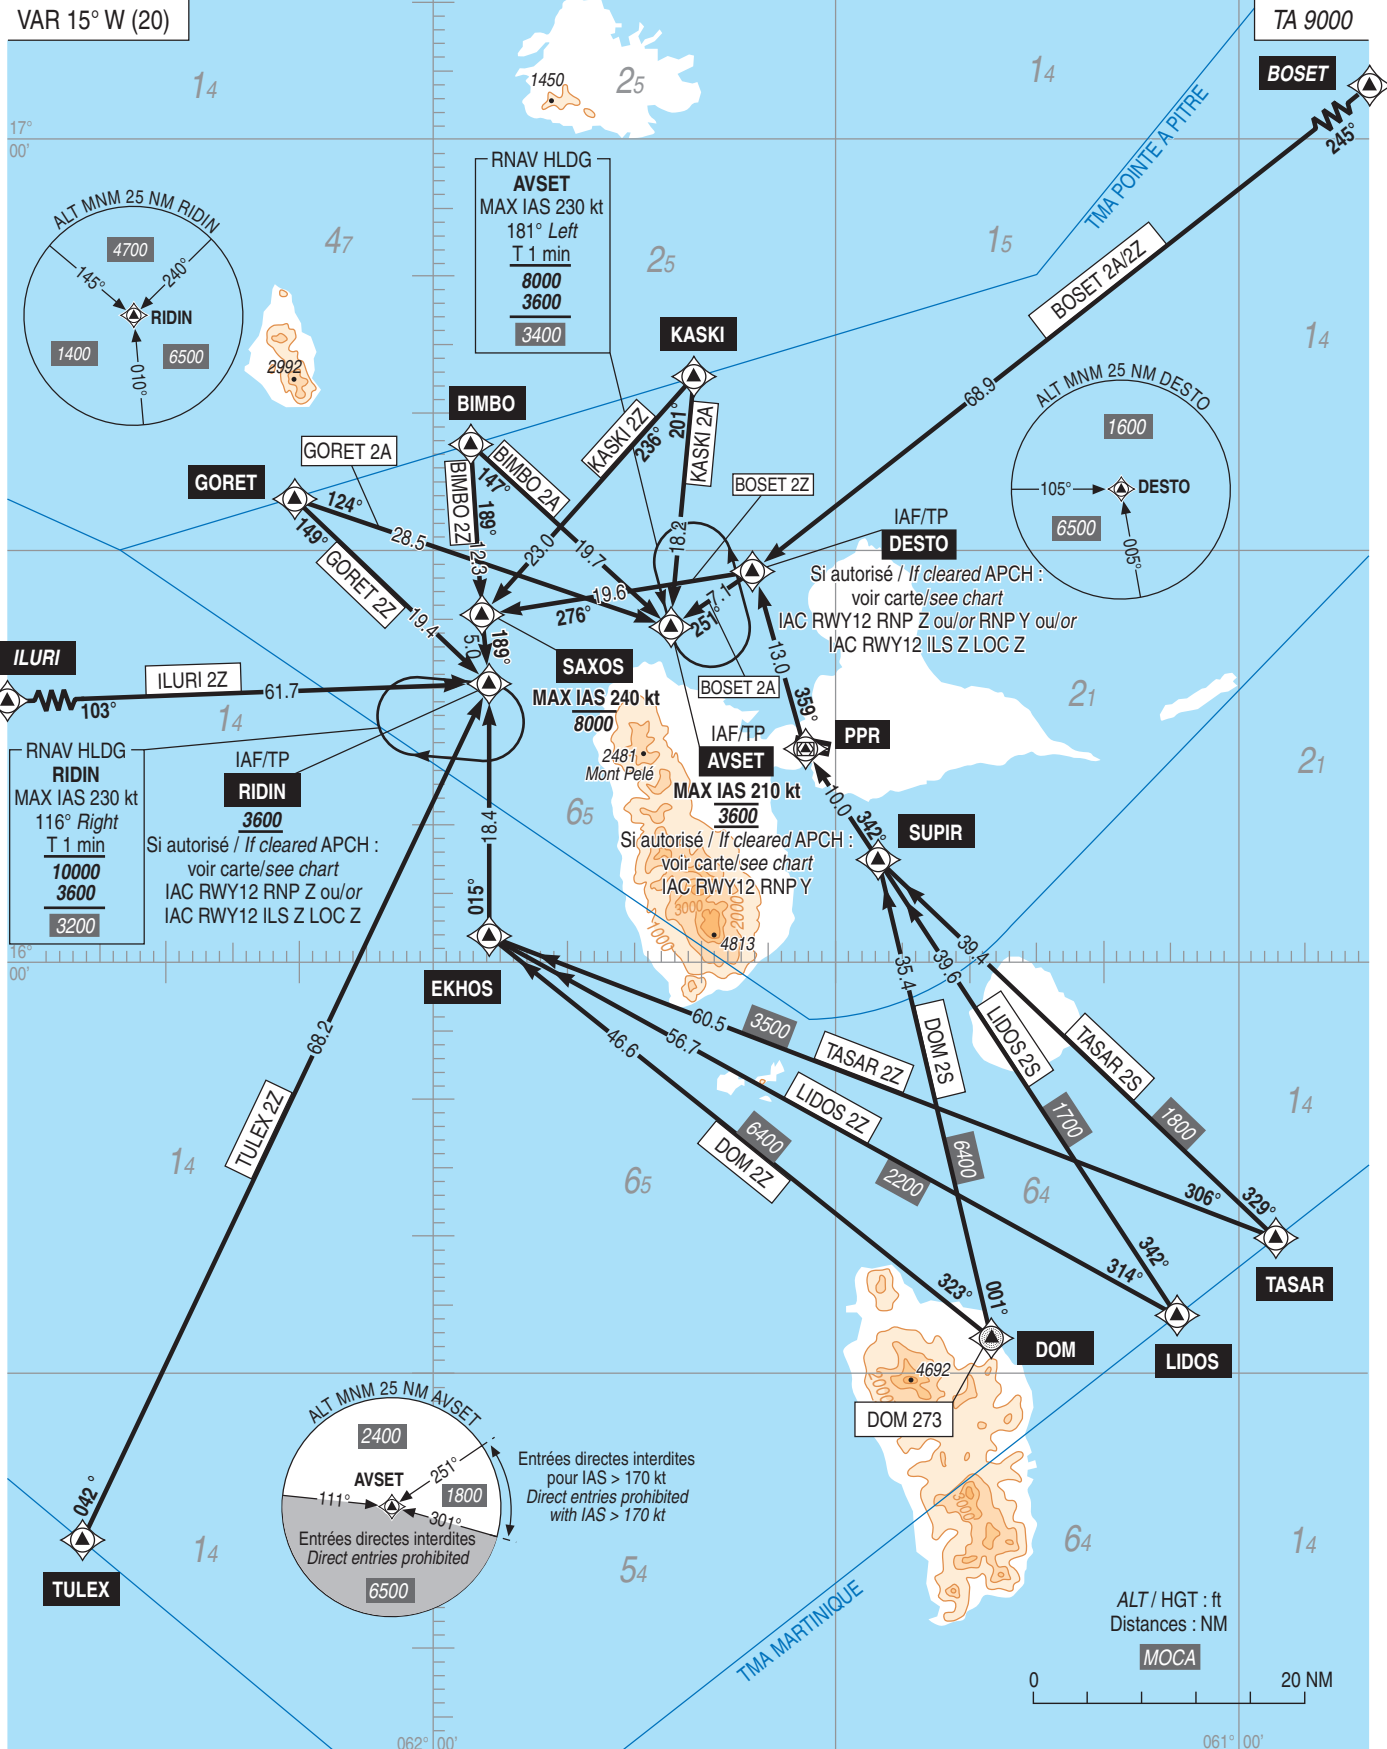 VAR 15° W (20)
TA 9000
14
25
14
BOSET
1450
245°
17°
00'
TMA POINTE A PITRE
RNAV HLDG
AVSET
MAX IAS 230 kt
181° Left
T 1 min
8000
3600
3400
ALT MNM 25 NM RIDIN
4700
145°
240°
RIDIN
1400
6500
010°
47
25
15
BOSET 2A/2Z
14
2992
KASKI
68.9
BIMBO
KASKI 2Z
236°
201°
KASKI 2A
ALT MNM 25 NM DESTO
1600
105°
DESTO
6500
005°
GORET 2A
GORET
124°
149°
28.5
GORET 2Z
19.4
BIMBO 2Z
147°
189°
12.3
BIMBO 2A
19.7
23.0
18.2
BOSET 2Z
IAF/TP
DESTO
Si autorisé / If cleared APCH :
voir carte/see chart
IAC RWY12 RNP Z ou/or RNP Y ou/or
IAC RWY12 ILS Z LOC Z
19.6
276°
7.1
251°
13.0
359°
5.0
189°
ILURI
ILURI 2Z
61.7
103°
14
SAXOS
MAX IAS 240 kt
8000
BOSET 2A
21
RNAV HLDG
RIDIN
MAX IAS 230 kt
116° Right
T 1 min
10000
3600
3200
IAF/TP
RIDIN
3600
Si autorisé / If cleared APCH :
voir carte/see chart
IAC RWY12 RNP Z ou/or
IAC RWY12 ILS Z LOC Z
2481
Mont Pelé
65
IAF/TP
AVSET
MAX IAS 210 kt
3600
Si autorisé / If cleared APCH :
voir carte/see chart
IAC RWY12 RNP Y
PPR
21
10.0
342°
SUPIR
18.4
015°
3000
2000
1000
4813
16°
00'
EKHOS
35.4
39.6
39.4
68.2
60.5
3500
56.7
46.6
TASAR 2Z
DOM 2S
LIDOS 2S
TASAR 2S
TULEX 2Z
LIDOS 2Z
6400
DOM 2Z
2200
6400
1700
1800
14
14
65
64
306°
329°
342°
314°
TASAR
323°
001°
DOM
LIDOS
4692
2000
DOM 273
3000
042°
TULEX
14
ALT MNM 25 NM AVSET
2400
AVSET
251°
111°
1800
301°
Entrées directes interdites
Direct entries prohibited
6500
Entrées directes interdites
pour IAS > 170 kt
Direct entries prohibited
with IAS > 170 kt
54
64
14
TMA MARTINIQUE
ALT / HGT : ft
Distances : NM
MOCA
0
20 NM
062° 00'
061° 00'